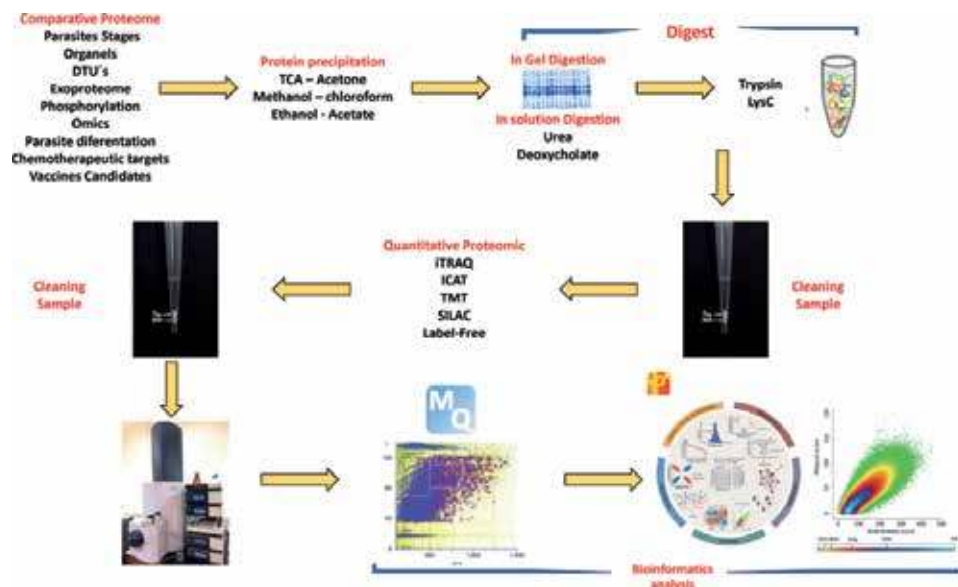 Comparative Proteome
Parasites Stages
Organels
DTU´s
Exoproteome
Phosphorylation
Omics
Parasite diferentation
Chemotherapeutic targets
Vaccines Candidates
Protein precipitation
TCA – Acetone
Methanol – chloroform
Ethanol - Acetate
Digest
In Gel Digestion
In solution Digestion
Urea
Deoxycholate
Trypsin
LysC
Cleaning
Sample
Quantitative Proteomic
iTRAQ
ICAT
TMT
SILAC
Label-Free
Cleaning
Sample
MQ
Bioinformatics
analysis